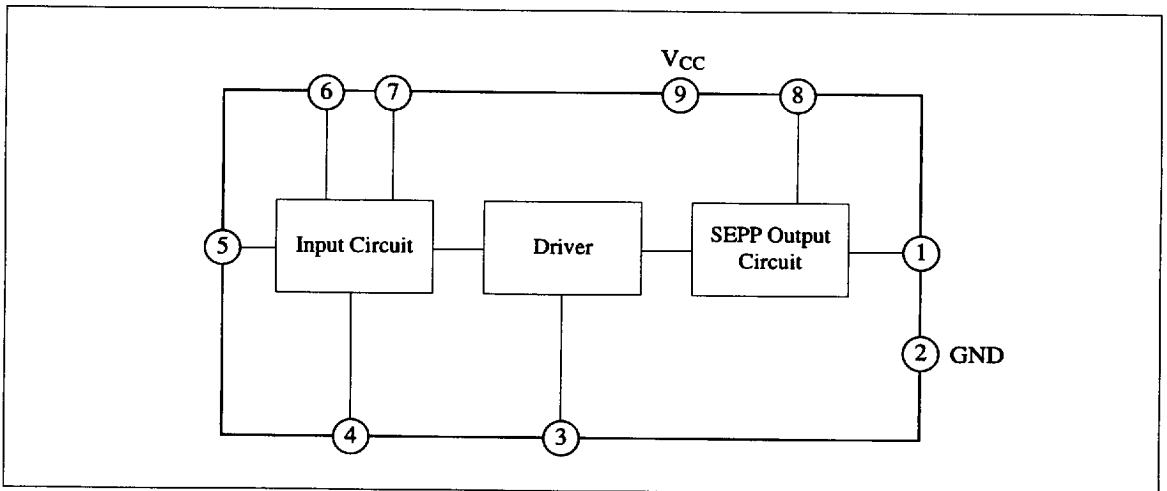 VCC
6
7
9
8
5
Input Circuit
Driver
SEPP Output
Circuit
1
2
GND
4
3